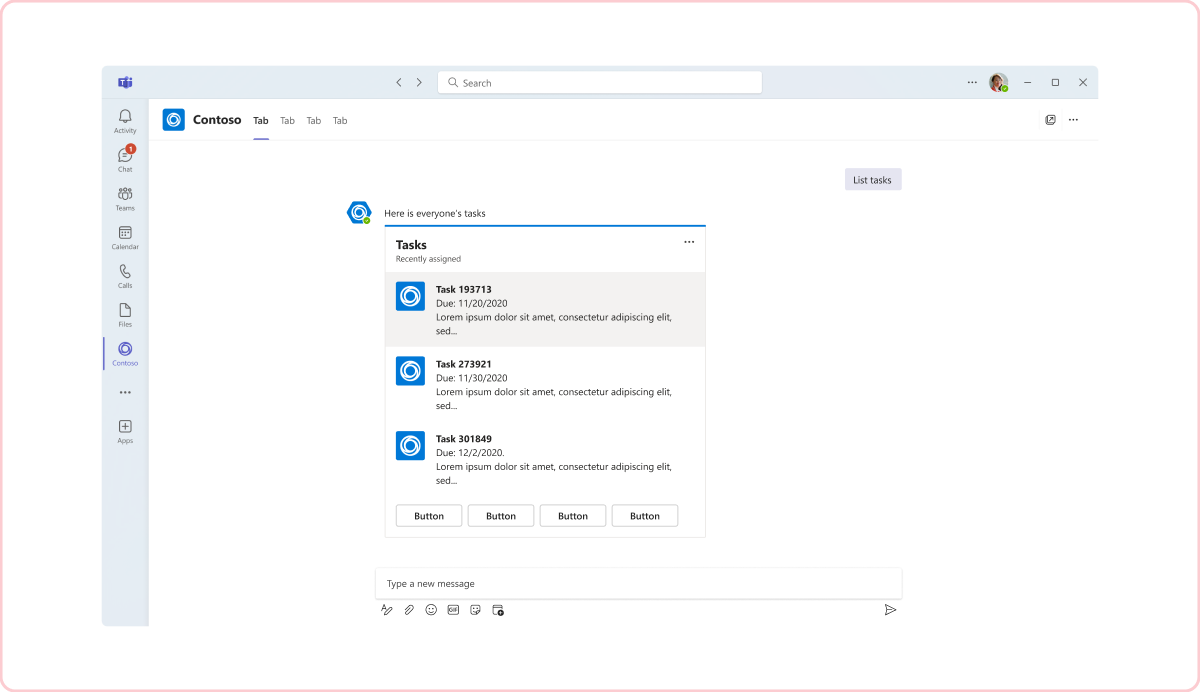 Search
Activity
Chat
1
Teams
Calendar
Calls
Files
Contoso
Apps
Contoso
Tab
Tab
Tab
Tab
List tasks
Here is everyone's tasks
Tasks
Recently assigned
Task 193713
Due: 11/20/2020
Lorem ipsum dolor sit amet, consectetur adipiscing elit,
sed...
Task 273921
Due: 11/30/2020
Lorem ipsum dolor sit amet, consectetur adipiscing elit,
sed...
Task 301849
Due: 12/2/2020.
Lorem ipsum dolor sit amet, consectetur adipiscing elit,
sed...
Button
Button
Button
Button
Type a new message
GIF